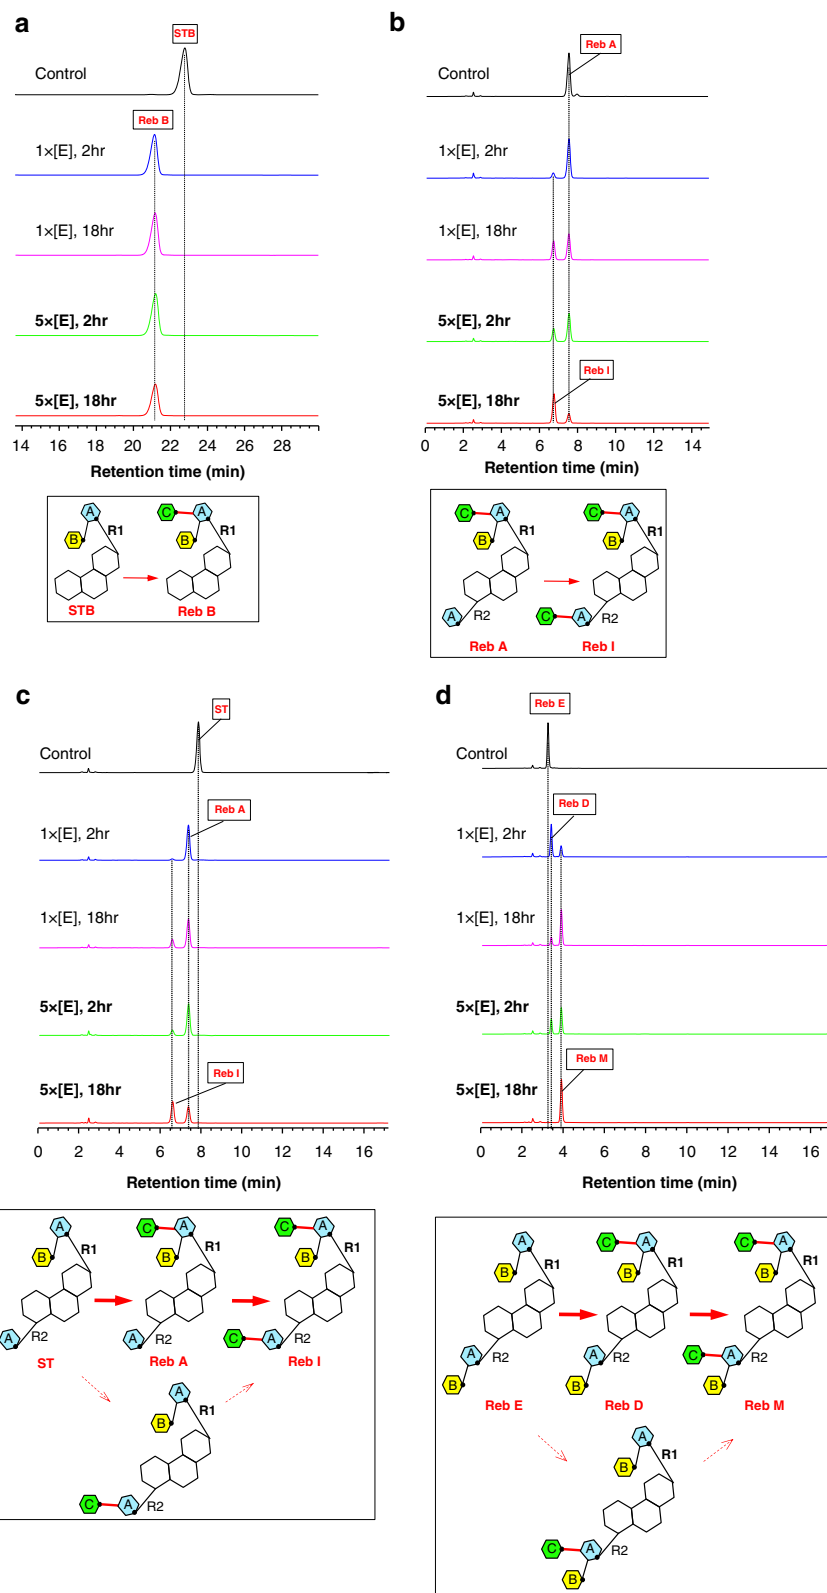 a
STB
Control
Reb B
1×[E], 2hr
1×[E], 18hr
5×[E], 2hr
5×[E], 18hr
14 16 18 20 22 24 26 28
Retention time (min)
A C A
B R1 B R1
STB Reb B
b
Reb A
Control
1×[E], 2hr
1×[E], 18hr
5×[E], 2hr
Reb I
5×[E], 18hr
0 2 4 6 8 10 12 14
Retention time (min)
C A C A
B R1 B R1
A R2 C A R2
Reb A Reb I
c
ST
Control
Reb A
1×[E], 2hr
1×[E], 18hr
5×[E], 2hr
Reb I
5×[E], 18hr
0 2 4 6 8 10 12 14 16
Retention time (min)
A C A C A
B R1 B R1 B R1
A R2 A R2 C A R2
ST Reb A Reb I
A
B R1
C A R2
d
Reb E
Control
Reb D
1×[E], 2hr
1×[E], 18hr
5×[E], 2hr
Reb M
5×[E], 18hr
0 2 4 6 8 10 12 14 16
Retention time (min)
A C A C A
B R1 B R1 B R1
A R2 A R2 C A R2
B B B
Reb E Reb D Reb M
A
B R1
C A R2
B